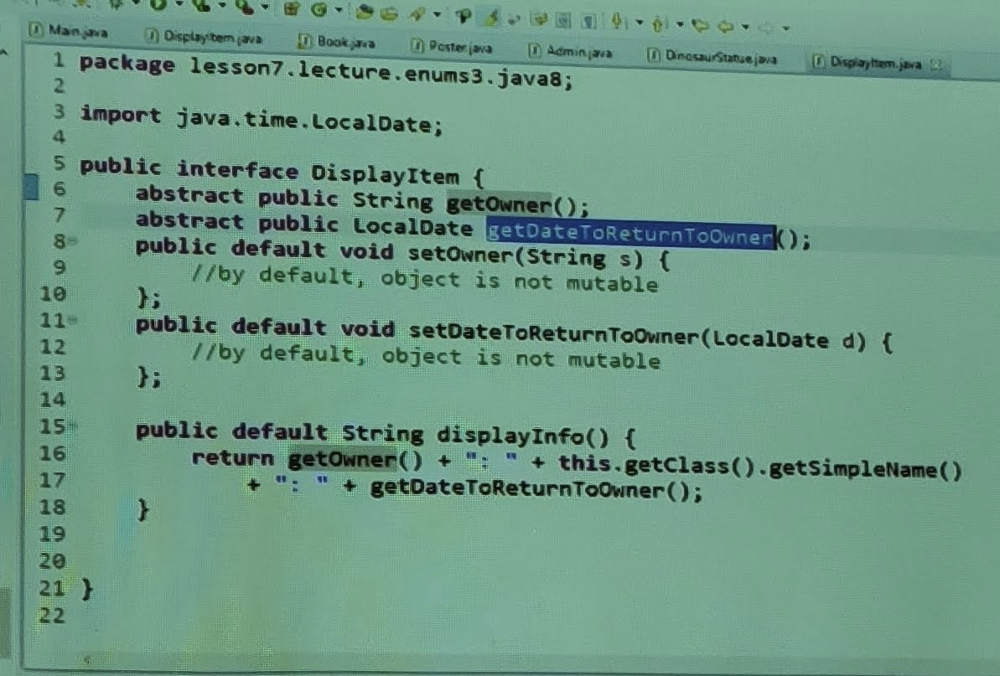 Main.java DisplayItem.java Book.java Poster.java Admin.java DinosaurStatue.java DisplayItem.java
1 package lesson7.lecture.enums3.java8;
2
3 import java.time.LocalDate;
4
5 public interface DisplayItem {
6 abstract public String getOwner();
7 abstract public LocalDate getDateToReturnToOwner();
8 public default void setOwner(String s) {
9 //by default, object is not mutable
10 };
11 public default void setDateToReturnToOwner(LocalDate d) {
12 //by default, object is not mutable
13 };
14
15 public default String displayInfo() {
16 return getOwner() + ": " + this.getClass().getSimpleName()
17 + ": " + getDateToReturnToOwner();
18 }
19
20
21 }
22